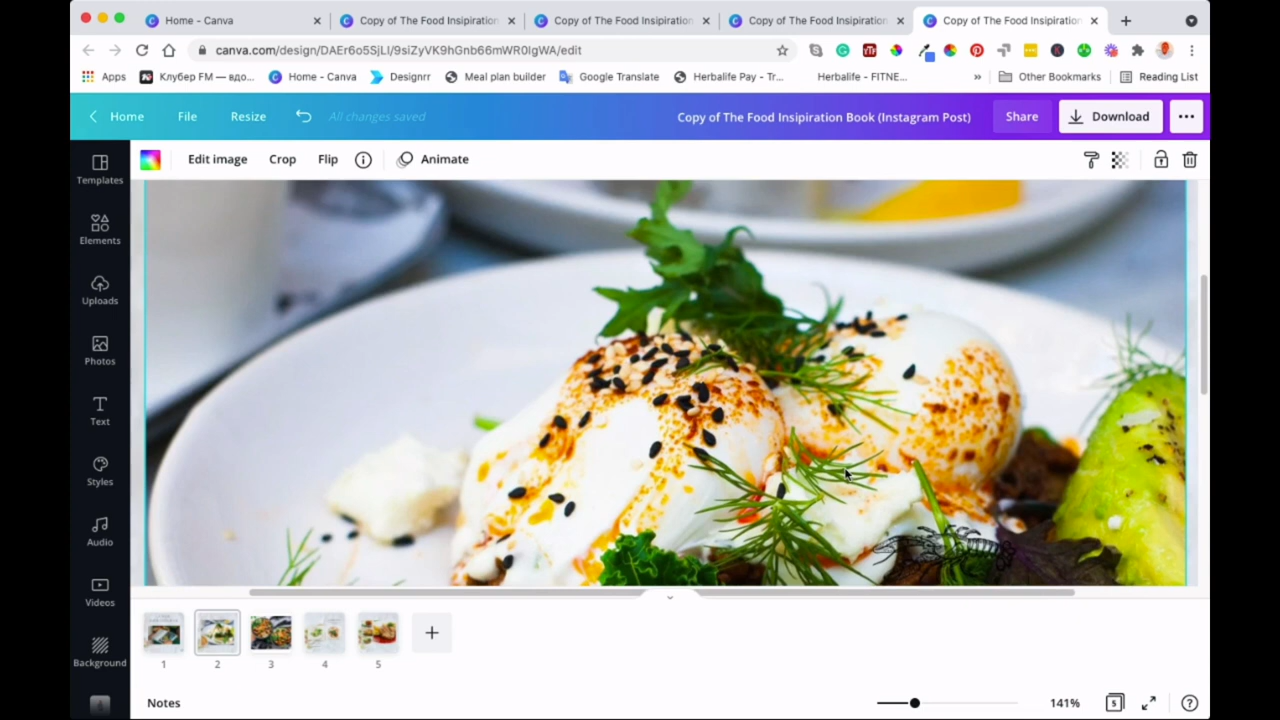 Home - Canva
Copy of The Food Insipiration
Copy of The Food Insipiration
Copy of The Food Insipiration
Copy of The Food Insipiration
canva.com/design/DAEr6o5SjLI/9siZyVK9hGnb66mWR0IgWA/edit
Apps
Клубер FM — вдо...
Home - Canva
Designrr
Meal plan builder
Google Translate
Herbalife Pay - Tr...
Herbalife - FITNE...
»
Other Bookmarks
Reading List
Home
File
Resize
All changes saved
Copy of The Food Insipiration Book (Instagram Post)
Share
Download
Edit image
Crop
Flip
Animate
Templates
Elements
Uploads
Photos
Text
Styles
Audio
Videos
Background
1
2
3
4
5
Notes
141%
5